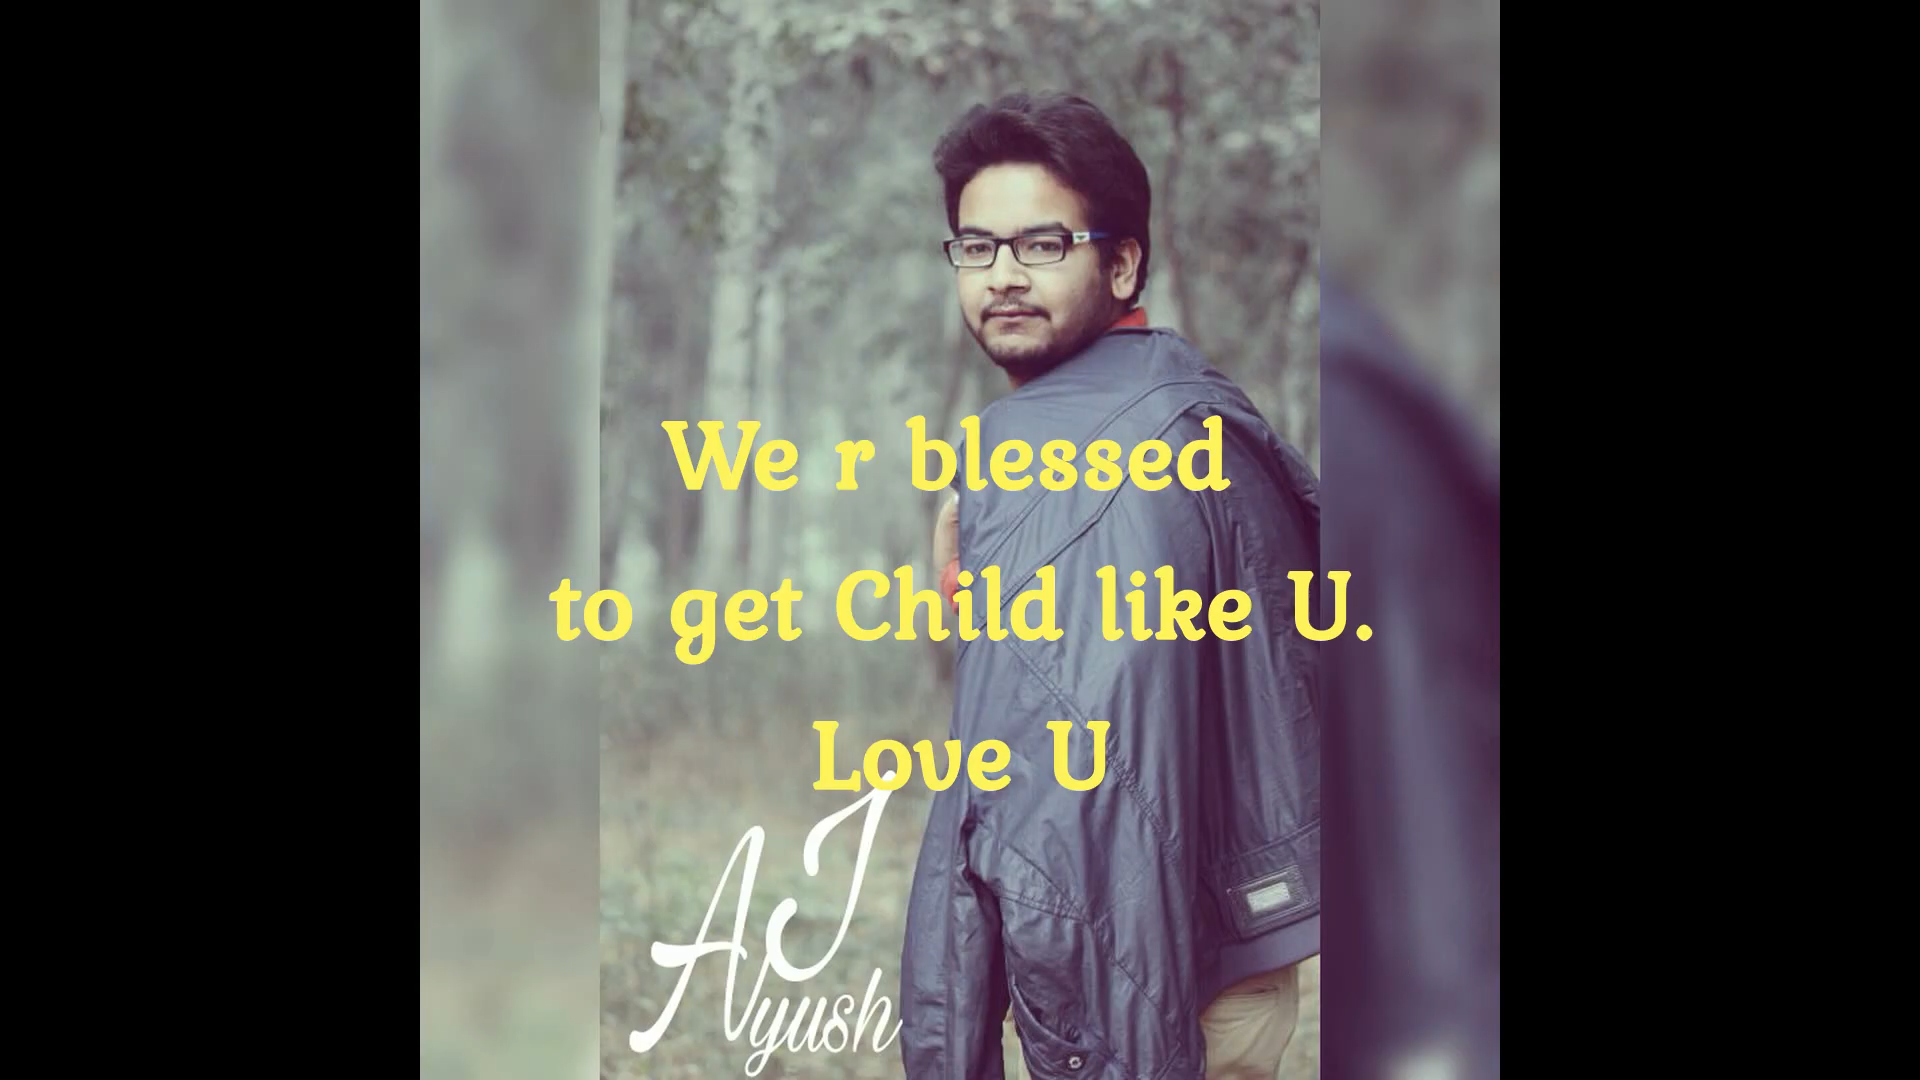 We r blessed
to get Child like U.
Love U
AJ
Ayush